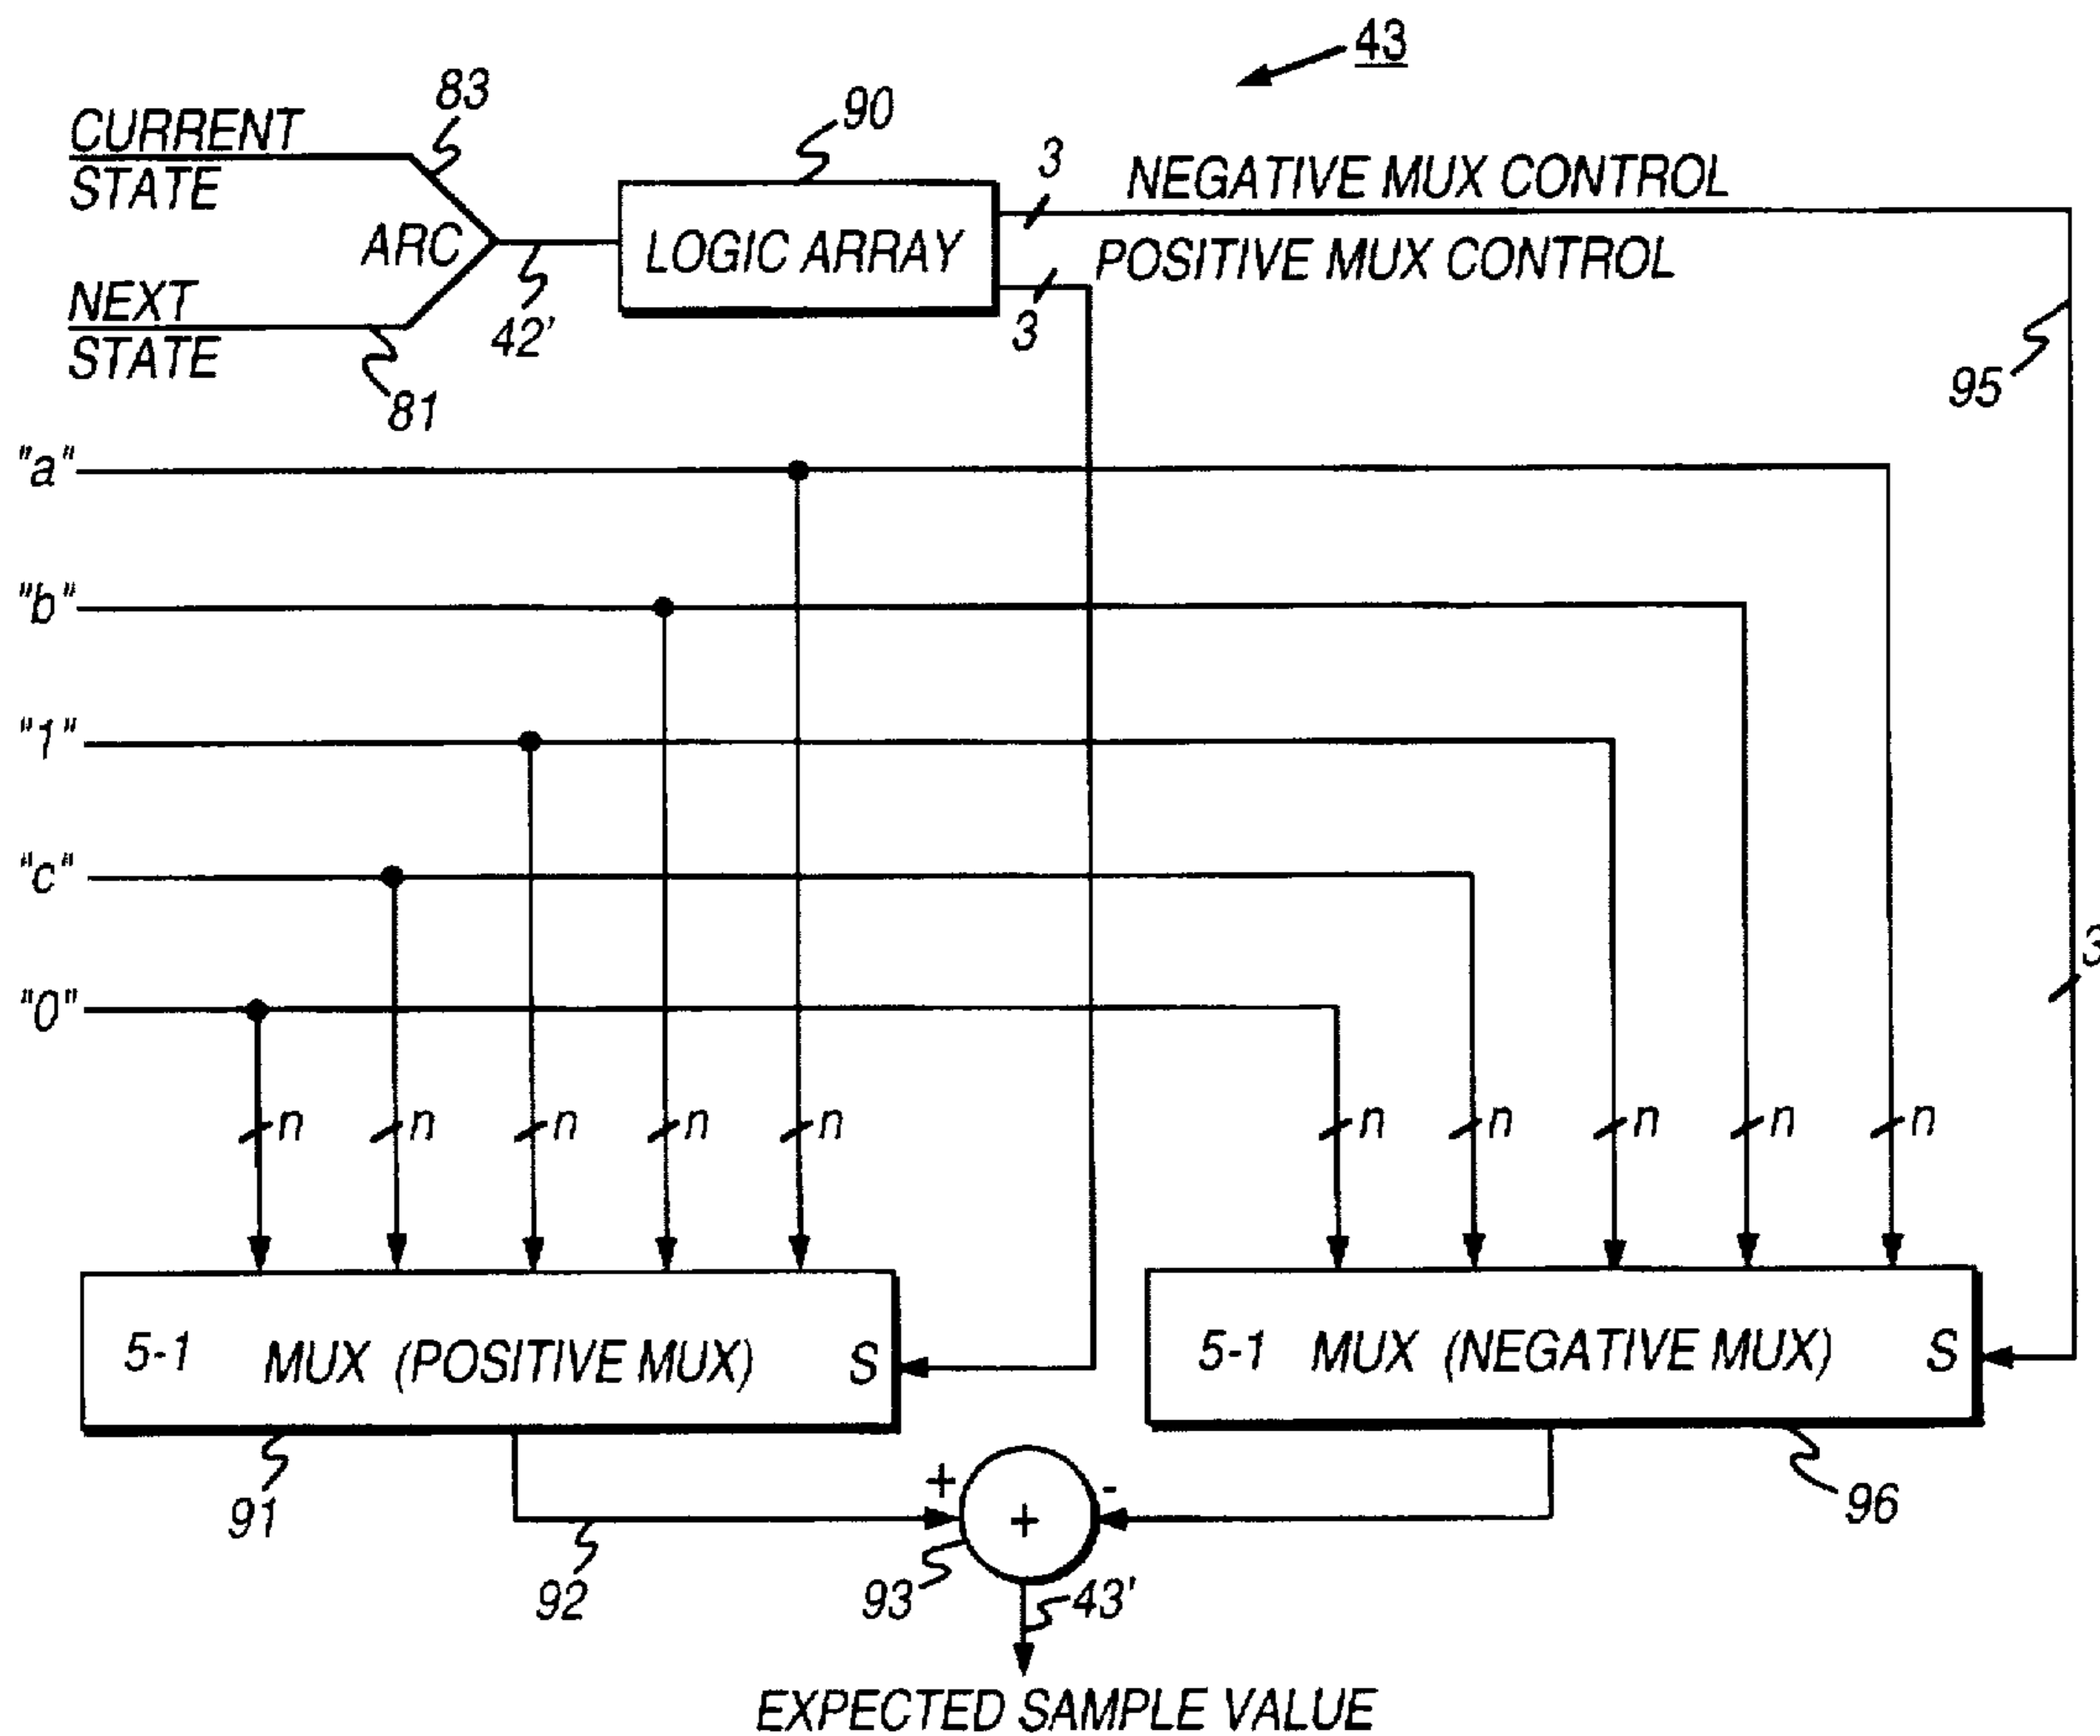 43
83
90
CURRENT
STATE
3
NEGATIVE MUX CONTROL
ARC
LOGIC ARRAY
POSITIVE MUX CONTROL
NEXT
STATE
42'
3
95
81
"a"
"b"
"1"
"c"
3
"0"
n n n n n n n n n n
5-1 MUX (POSITIVE MUX) S
5-1 MUX (NEGATIVE MUX) S
+
-
+
91
92
93
43'
96
EXPECTED SAMPLE VALUE